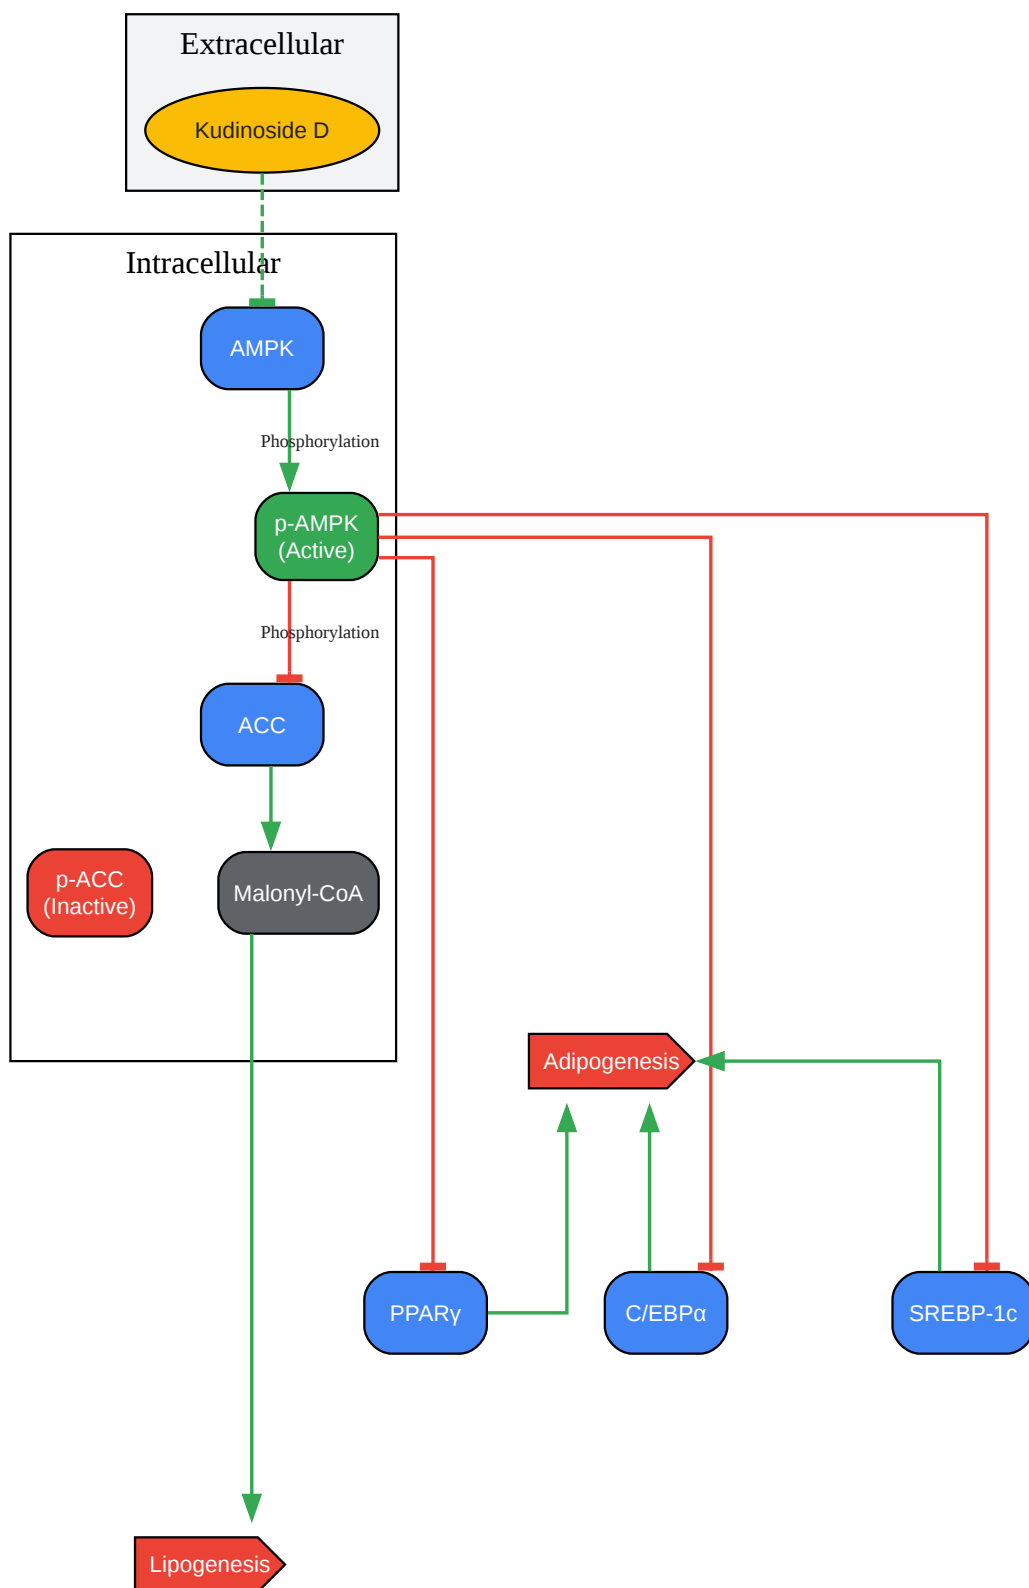 Extracellular
Kudinoside D
Intracellular
AMPK
Phosphorylation
p-AMPK
(Active)
Phosphorylation
ACC
p-ACC
(Inactive)
Malonyl-CoA
Adipogenesis
PPARγ
C/EBPα
SREBP-1c
Lipogenesis